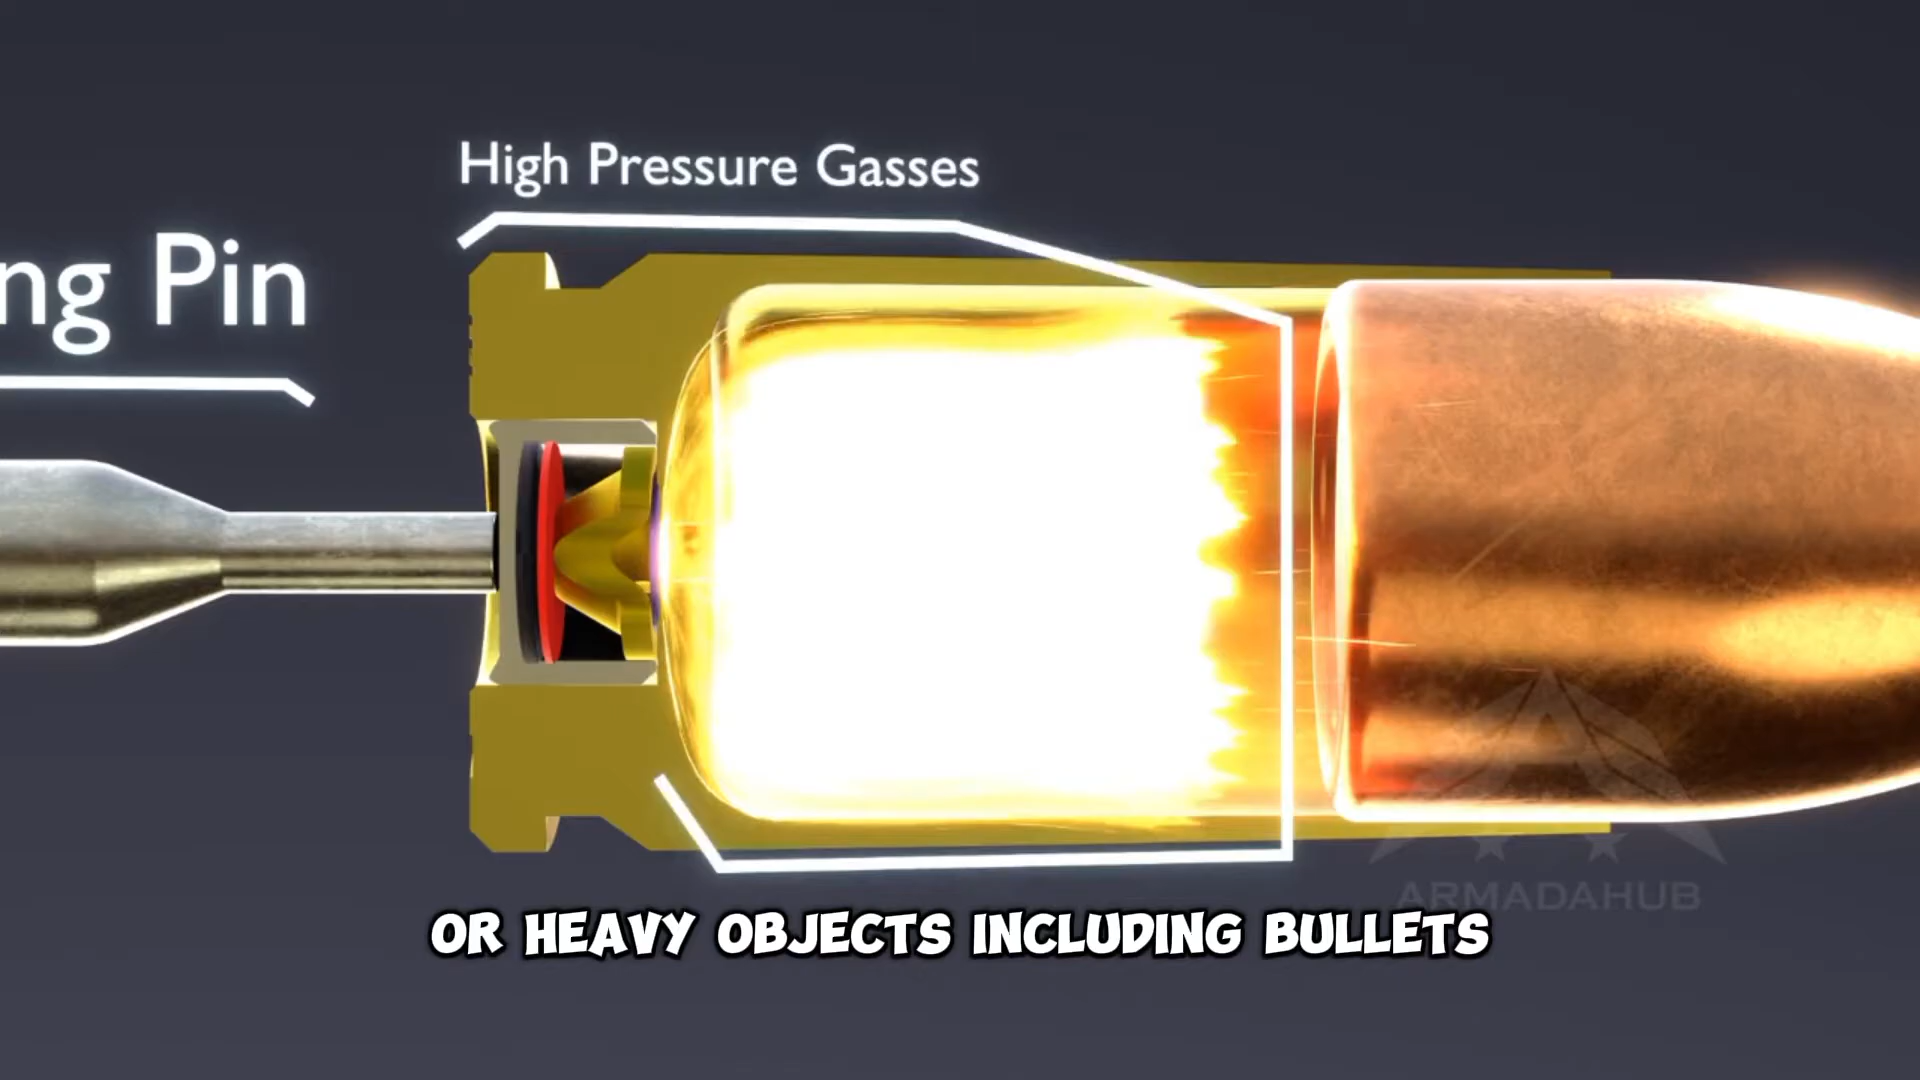 High Pressure Gasses
ng Pin
ARMADAHUB
OR HEAVY OBJECTS INCLUDING BULLETS